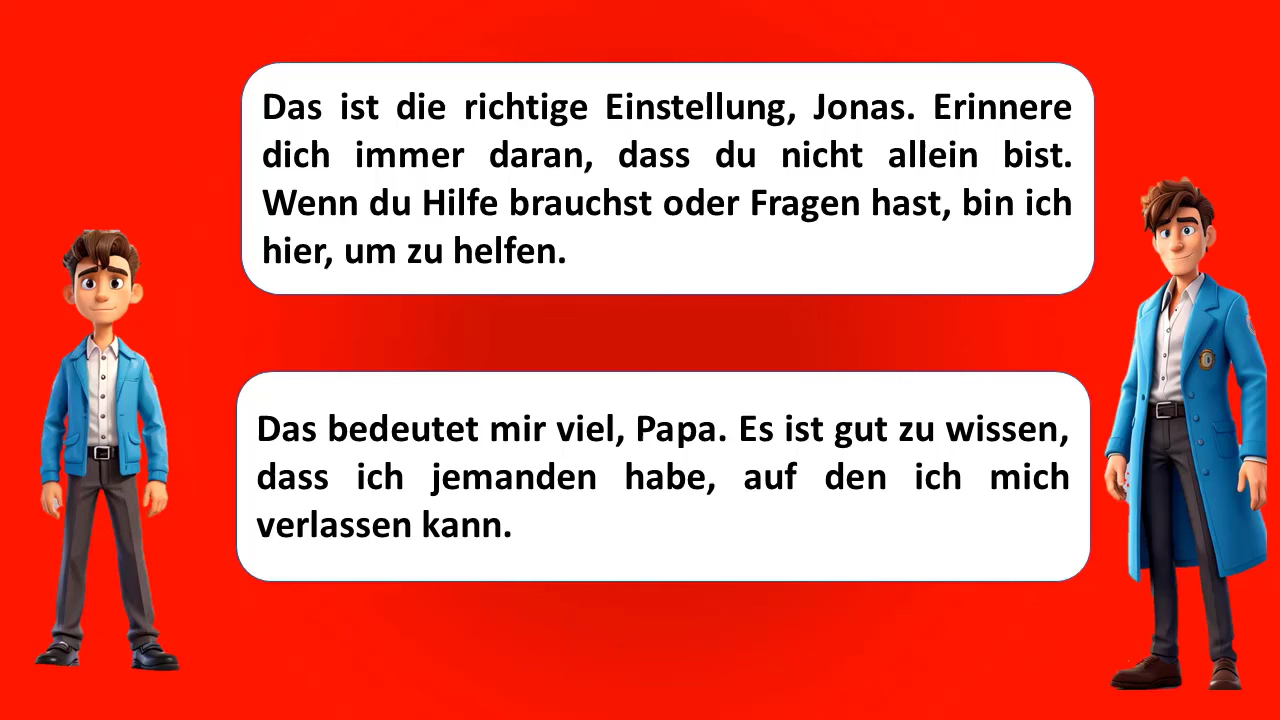 Das ist die richtige Einstellung, Jonas. Erinnere
dich immer daran, dass du nicht allein bist.
Wenn du Hilfe brauchst oder Fragen hast, bin ich
hier, um zu helfen.
Das bedeutet mir viel, Papa. Es ist gut zu wissen,
dass ich jemanden habe, auf den ich mich
verlassen kann.